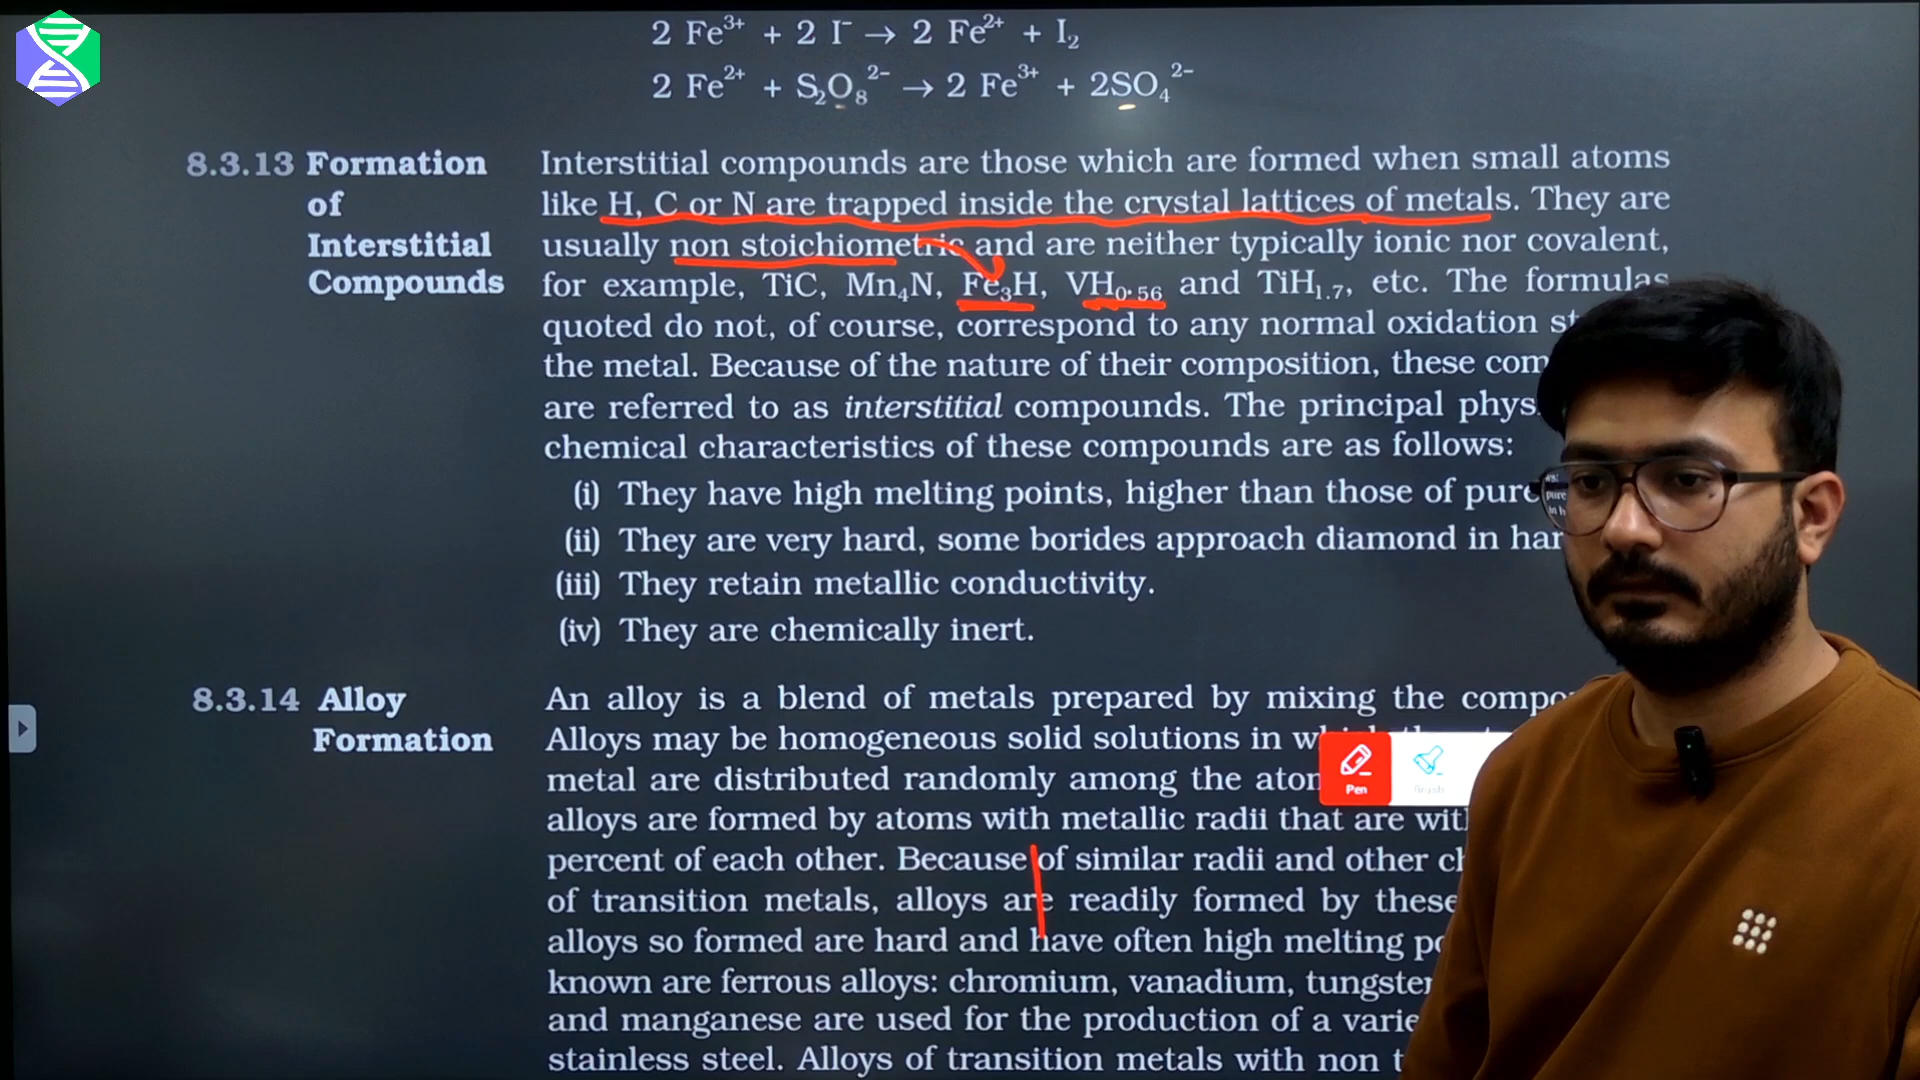 2 Fe³⁺ + 2 I⁻ → 2 Fe²⁺ + I₂
2 Fe²⁺ + S₂O₈²⁻ → 2 Fe³⁺ + 2SO₄²⁻
8.3.13 Formation of Interstitial Compounds
Interstitial compounds are those which are formed when small atoms
like H, C or N are trapped inside the crystal lattices of metals. They are
usually non stoichiometric and are neither typically ionic nor covalent,
for example, TiC, Mn₄N, Fe₃H, VH₀.₅₆ and TiH₁.₇, etc. The formulas
quoted do not, of course, correspond to any normal oxidation
the metal. Because of the nature of their composition, these
are referred to as interstitial compounds. The principal
chemical characteristics of these compounds are as follows:
(i) They have high melting points, higher than those of pure
(ii) They are very hard, some borides approach diamond in
(iii) They retain metallic conductivity.
(iv) They are chemically inert.
8.3.14 Alloy Formation
An alloy is a blend of metals prepared by mixing the
Alloys may be homogeneous solid solutions in
metal are distributed randomly among the
alloys are formed by atoms with metallic radii that are
percent of each other. Because of similar radii and other
of transition metals, alloys are readily formed by these
alloys so formed are hard and have often high melting
known are ferrous alloys: chromium, vanadium,
and manganese are used for the production of a
stainless steel. Alloys of transition metals with non
Pen
Brush